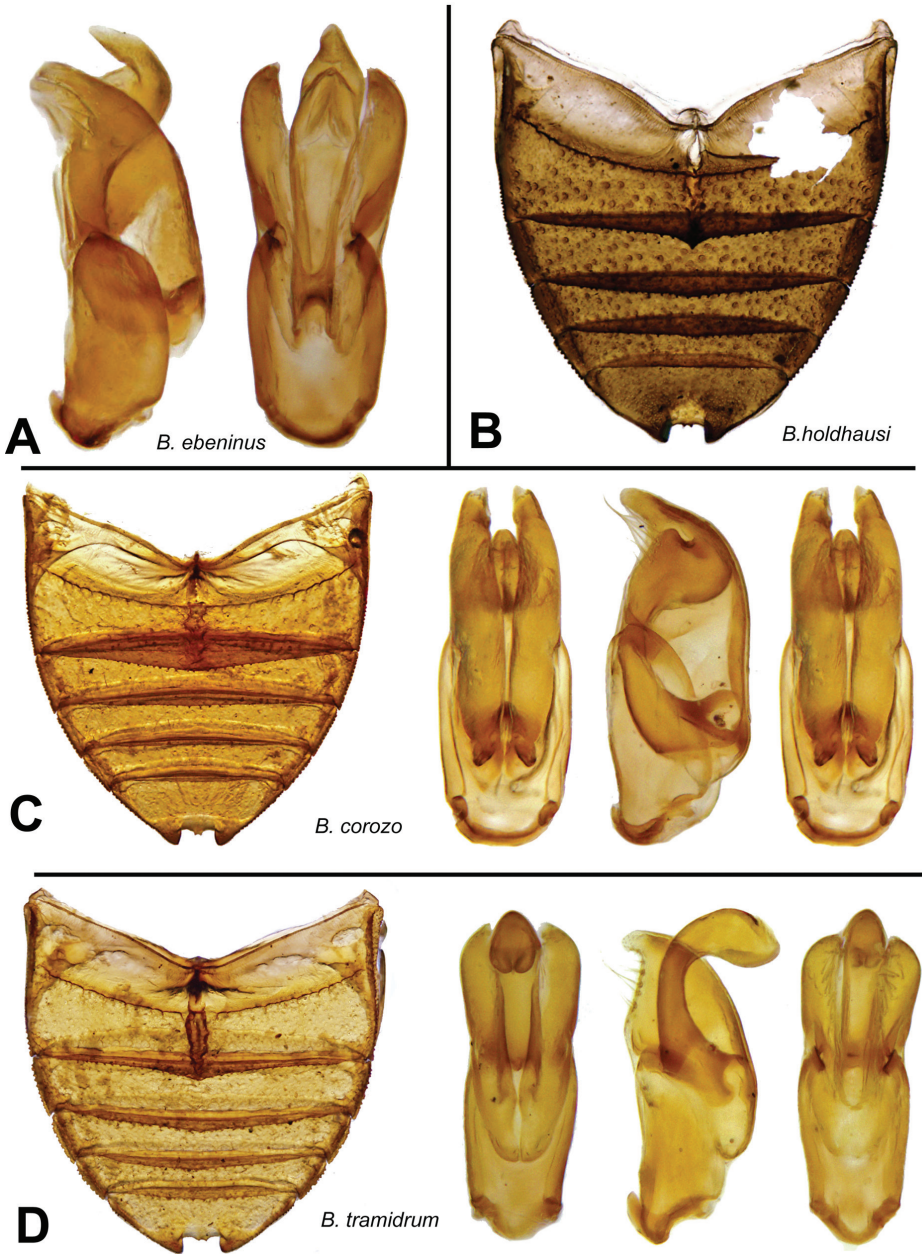 A
B. ebeninus
B
B.holdhausi
C
B. corozo
D
B. tramidrum